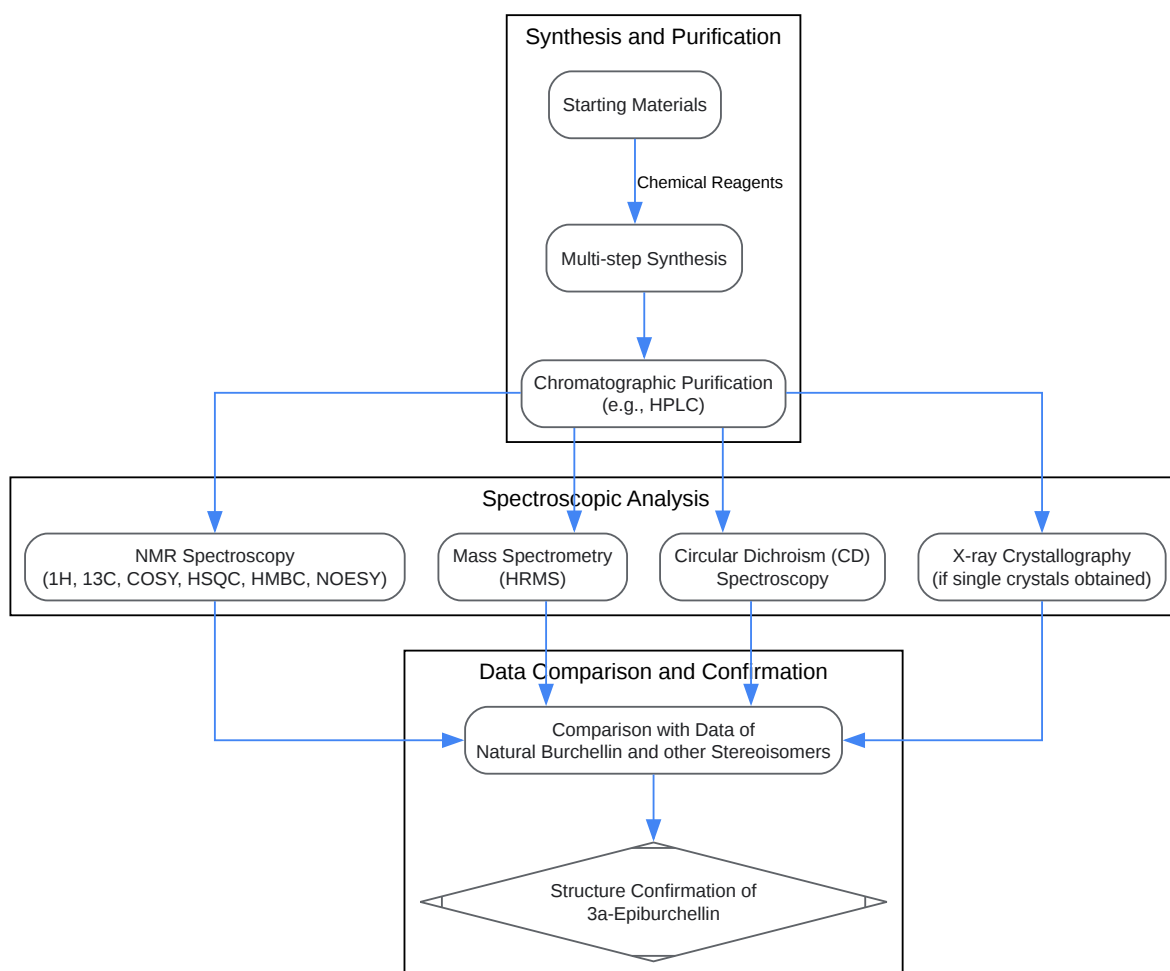 Synthesis and Purification
Starting Materials
Chemical Reagents
Multi-step Synthesis
Chromatographic Purification
(e.g., HPLC)
Spectroscopic Analysis
NMR Spectroscopy
(1H, 13C, COSY, HSQC, HMBC, NOESY)
Mass Spectrometry
(HRMS)
Circular Dichroism (CD)
Spectroscopy
X-ray Crystallography
(if single crystals obtained)
Data Comparison and Confirmation
Comparison with Data of
Natural Burchellin and other Stereoisomers
Structure Confirmation of
3a-Epiburchellin